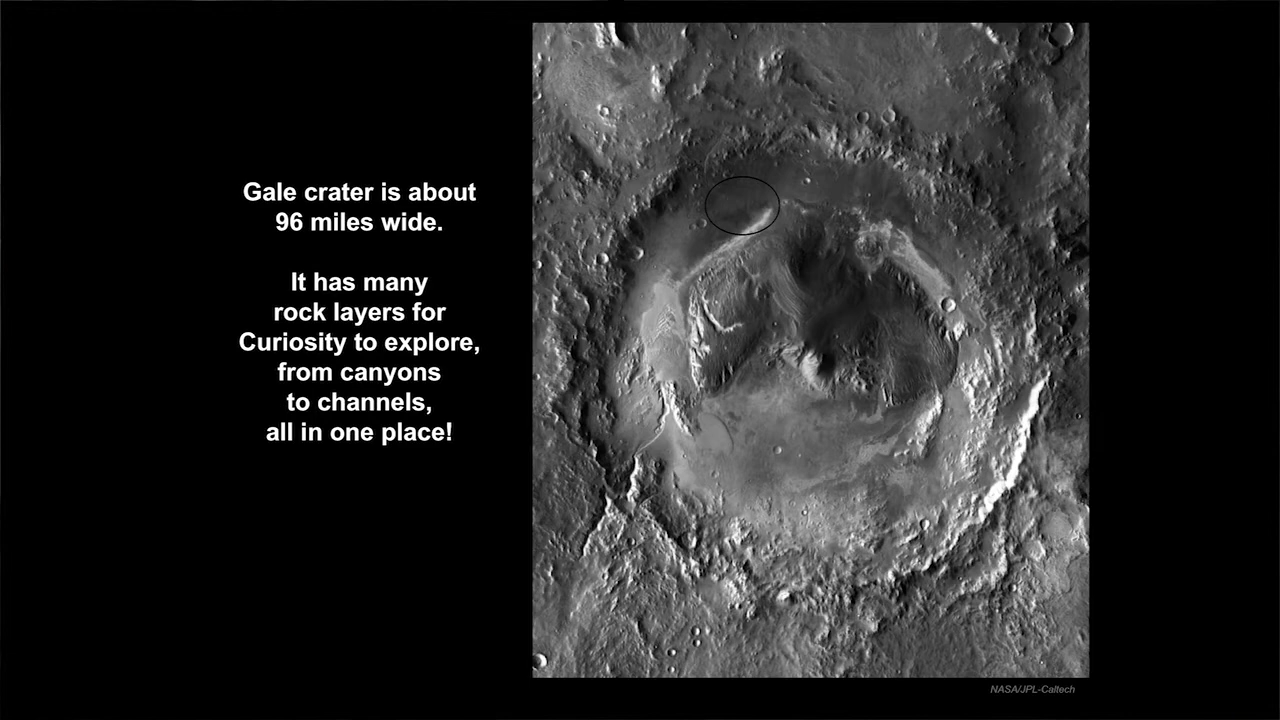 Gale crater is about
96 miles wide.
It has many
rock layers for
Curiosity to explore,
from canyons
to channels,
all in one place!
NASA/JPL-Caltech